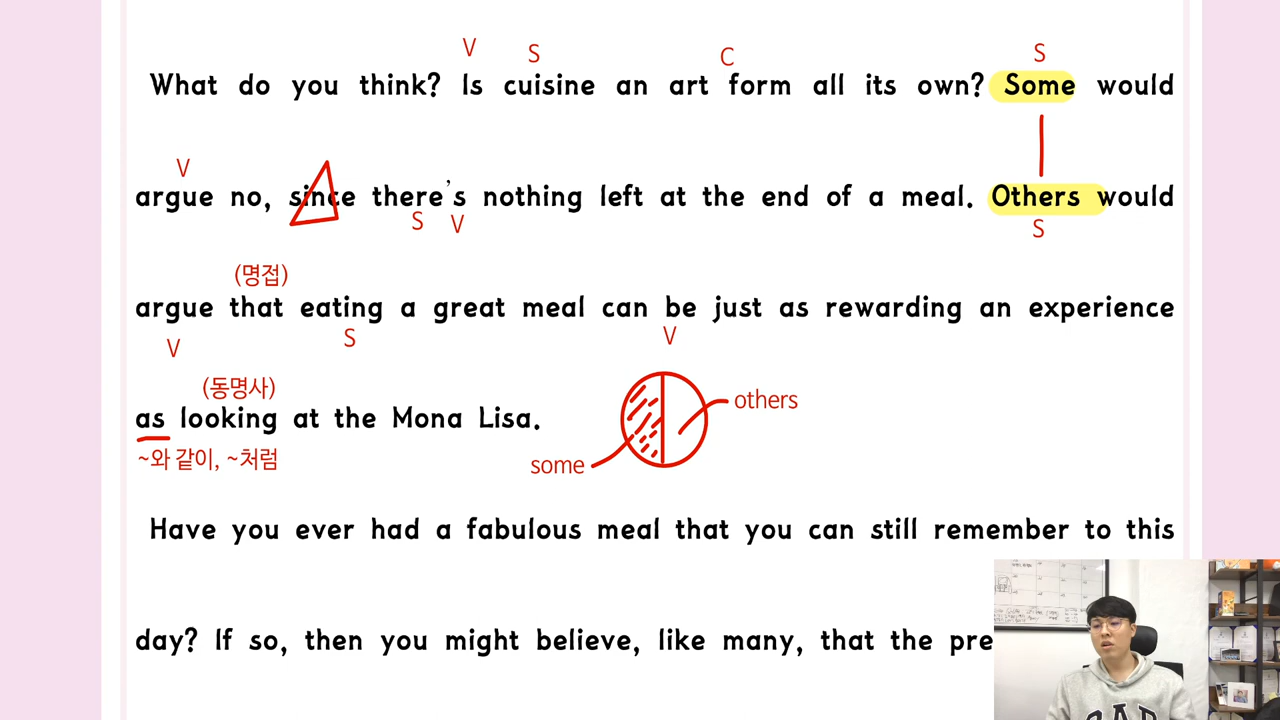 V S C S
What do you think? Is cuisine an art form all its own? Some would
V
argue no, since there's nothing left at the end of a meal. Others would
S V S
(명접)
argue that eating a great meal can be just as rewarding an experience
V S V
(동명사)
as looking at the Mona Lisa.
others
~와 같이, ~처럼
some
Have you ever had a fabulous meal that you can still remember to this
day? If so, then you might believe, like many, that the pre
GAP